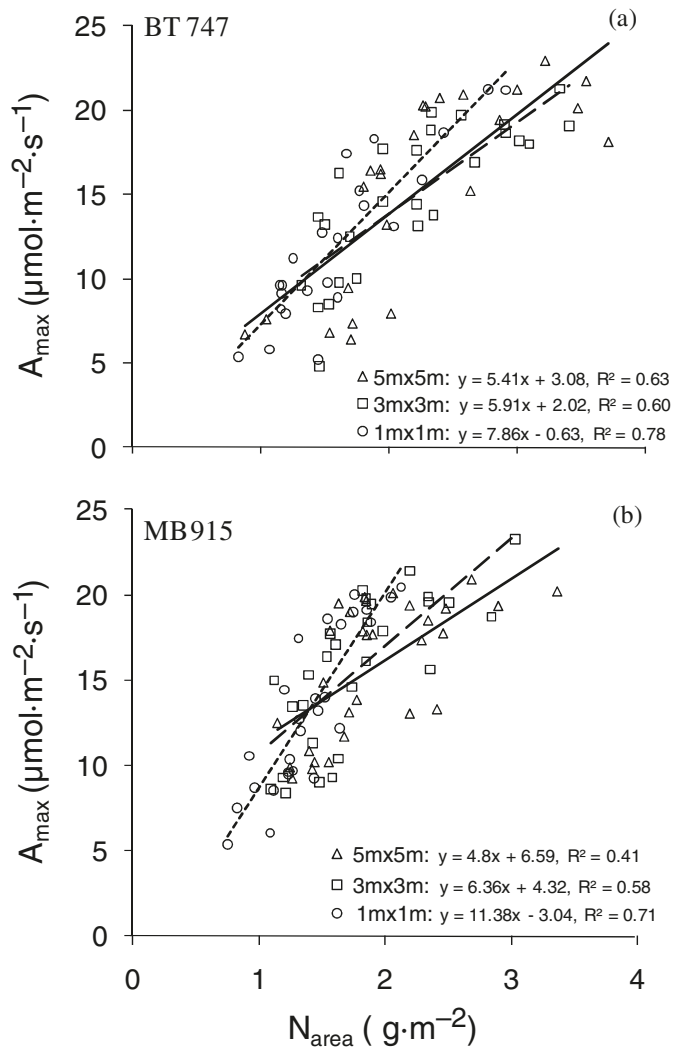 (a)
BT 747
25
20
15
10
5
0
A_max (μmol·m⁻²·s⁻¹)
△ 5mx5m: y = 5.41x + 3.08, R² = 0.63
□ 3mx3m: y = 5.91x + 2.02, R² = 0.60
○ 1mx1m: y = 7.86x - 0.63, R² = 0.78
(b)
MB915
25
20
15
10
5
0
A_max (μmol·m⁻²·s⁻¹)
△ 5mx5m: y = 4.8x + 6.59, R² = 0.41
□ 3mx3m: y = 6.36x + 4.32, R² = 0.58
○ 1mx1m: y = 11.38x - 3.04, R² = 0.71
0 1 2 3 4
N_area ( g·m⁻²)